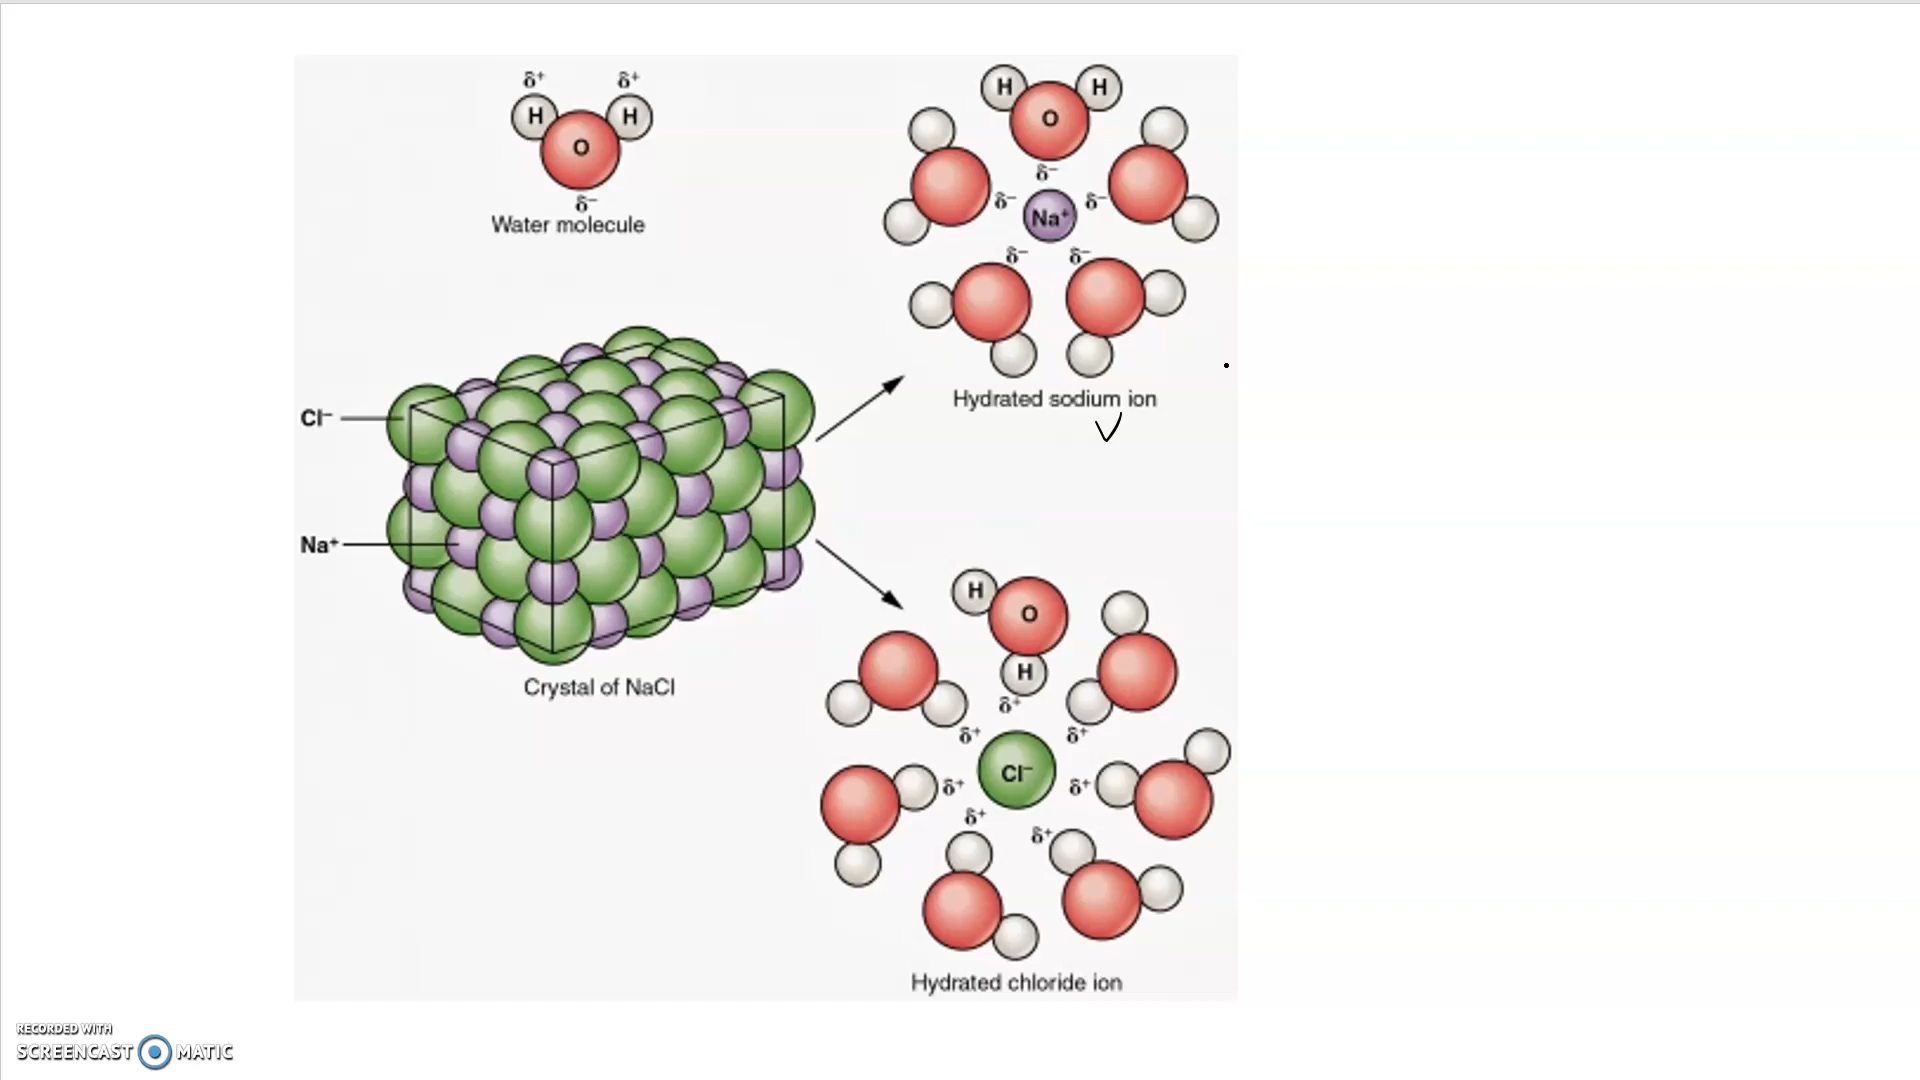 δ⁺ δ⁺
H H
O
δ⁻
Water molecule
H H
O
δ⁻
δ⁻ δ⁻
Na⁺
δ⁻ δ⁻
Hydrated sodium ion
Cl⁻
Na⁺
Crystal of NaCl
H O
H
δ⁺
δ⁺ δ⁺
Cl⁻
δ⁺ δ⁺
δ⁺ δ⁺
Hydrated chloride ion
RECORDED WITH
SCREENCAST MATIC